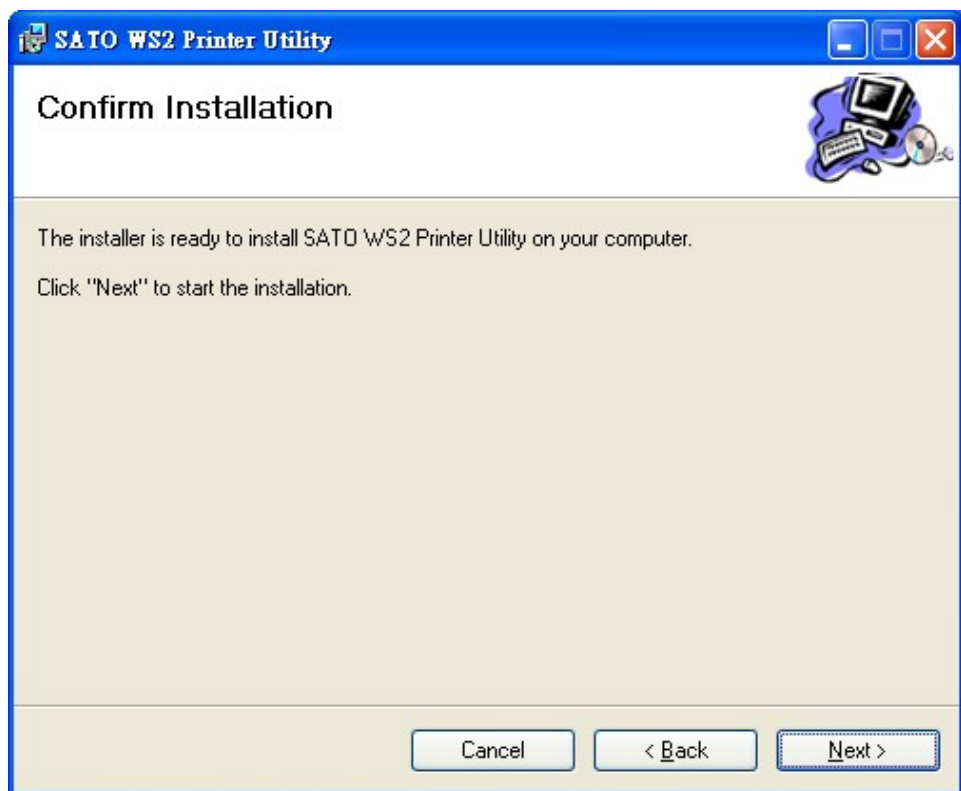 SATO WS2 Printer Utility
Confirm Installation
The installer is ready to install SATO WS2 Printer Utility on your computer.
Click "Next" to start the installation.
Cancel
< Back
Next >